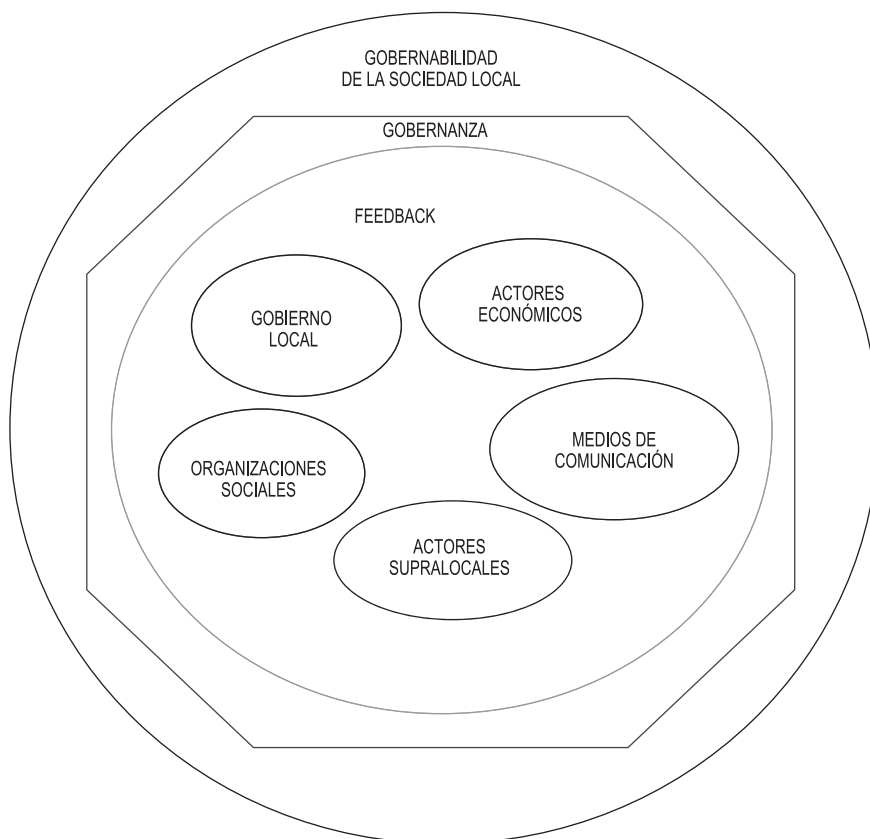 GOBERNABILIDAD
DE LA SOCIEDAD LOCAL
GOBERNANZA
FEEDBACK
GOBIERNO
LOCAL
ACTORES
ECONÓMICOS
ORGANIZACIONES
SOCIALES
MEDIOS DE
COMUNICACIÓN
ACTORES
SUPRALOCALES